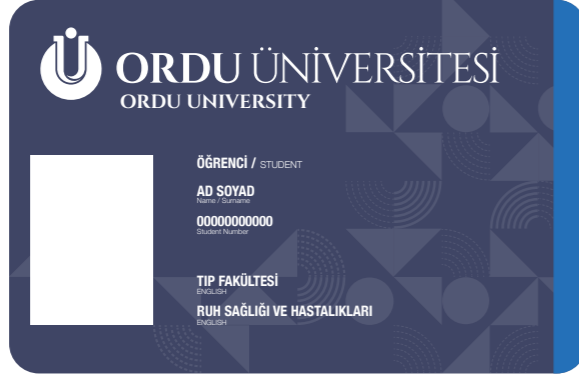 ORDU ÜNİVERSİTESİ
ORDU UNIVERSITY
ÖĞRENCİ / STUDENT
AD SOYAD
Name / Surname
00000000000
Student Number
TIP FAKÜLTESİ
ENGLISH
RUH SAĞLIĞI VE HASTALIKLARI
ENGLISH